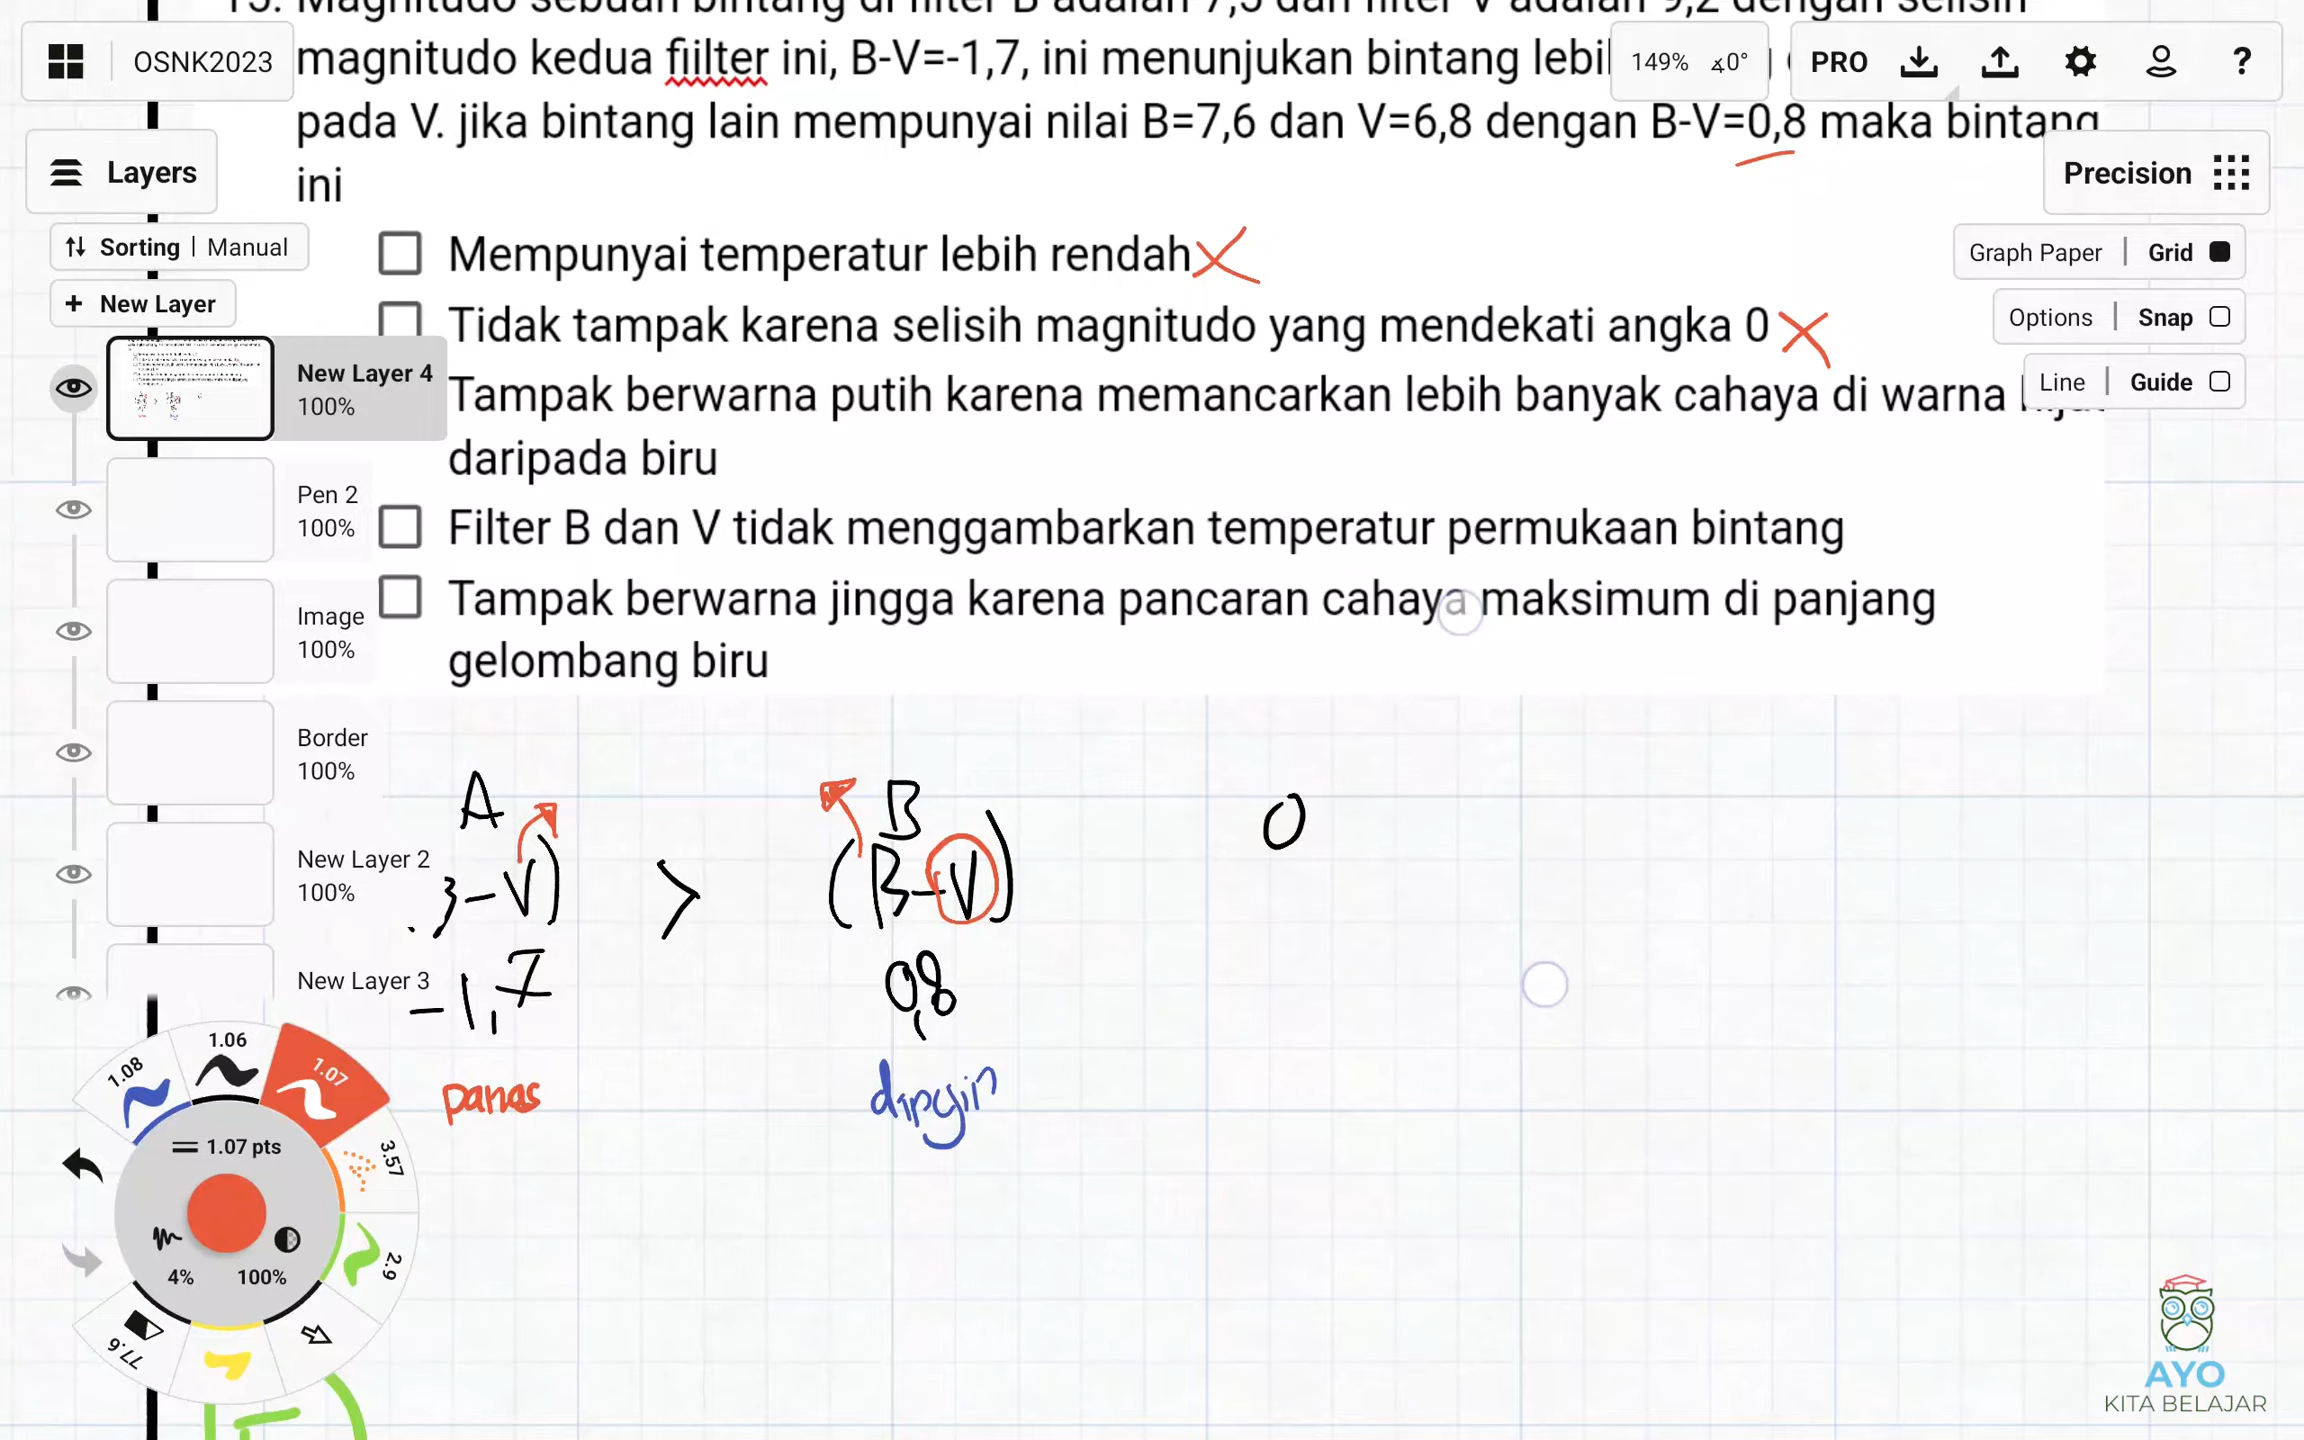 OSNK2023
magnitudo kedua fiilter ini, B-V=-1,7, ini menunjukan bintang
149% ∡0°
PRO
?
pada V. jika bintang lain mempunyai nilai B=7,6 dan V=6,8 dengan B-V=0,8 maka bintang
ini
Layers
Precision
Sorting | Manual
Mempunyai temperatur lebih rendah
Graph Paper | Grid
+ New Layer
Tidak tampak karena selisih magnitudo yang mendekati angka 0
Options | Snap
New Layer 4
100%
Tampak berwarna putih karena memancarkan lebih banyak cahaya di warna
Line | Guide
daripada biru
Pen 2
100%
Filter B dan V tidak menggambarkan temperatur permukaan bintang
Image
100%
Tampak berwarna jingga karena pancaran cahaya maksimum di panjang
gelombang biru
Border
100%
A
B
0
New Layer 2
100%
-V)
>
(B-V)
New Layer 3
-1,7
0,8
panas
dingin
1.08
1.06
1.07
3.57
2.9
77.6
1.07 pts
4%
100%
AYO
KITA BELAJAR